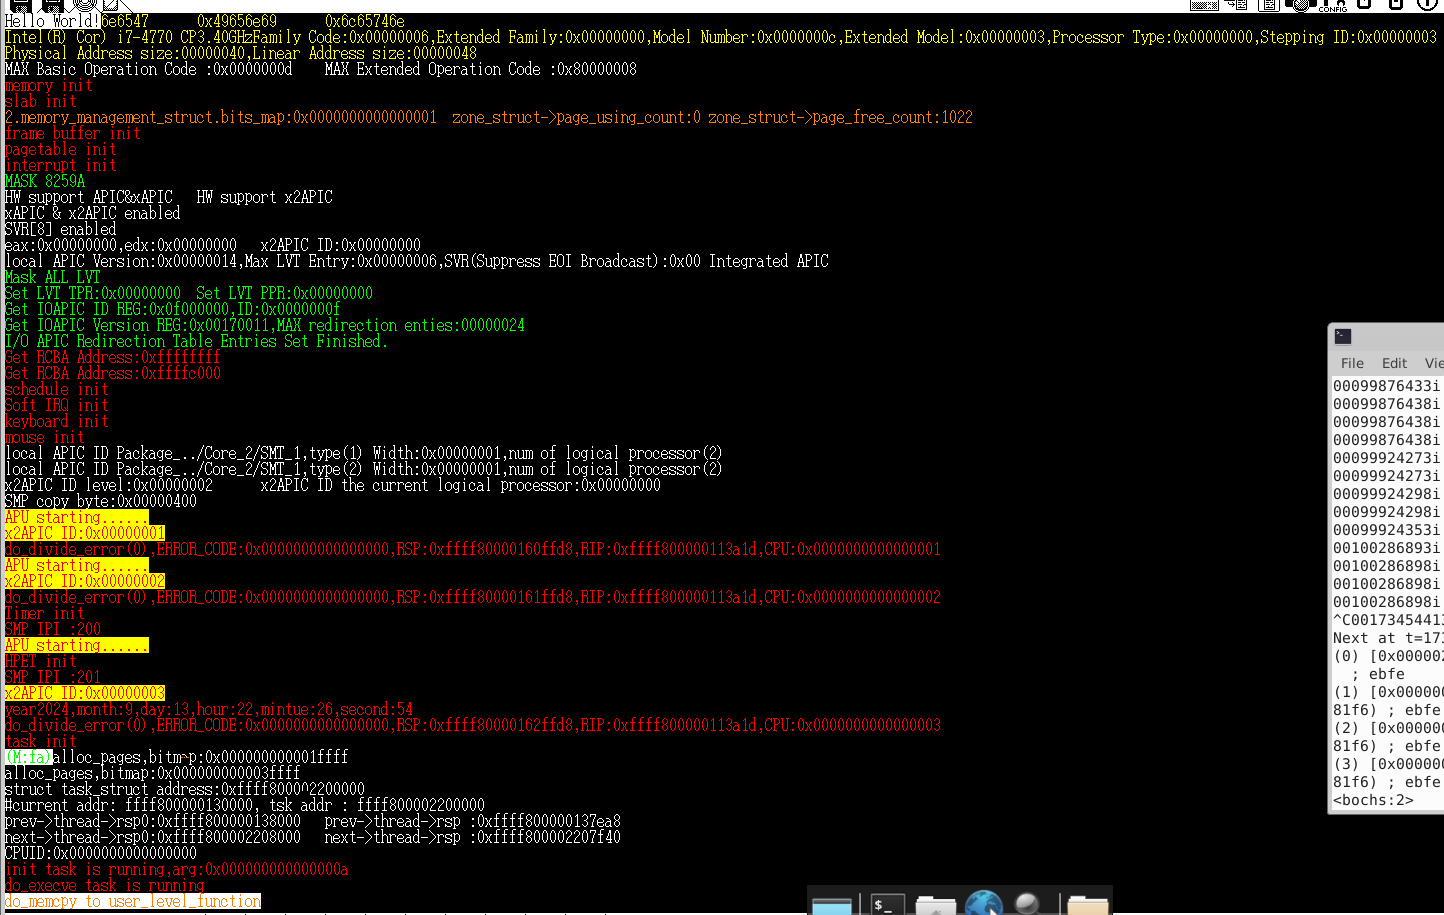 CONFIG
Hello World!6e6547 0x49656e69 0x6c65746e
Intel(R) Cor) i7-4770 CP3.40GHzFamily Code:0x00000006,Extended Family:0x00000000,Model Number:0x0000000c,Extended Model:0x00000003,Processor Type:0x00000000,Stepping ID:0x00000003
Physical Address size:00000040,Linear Address size:00000048
MAX Basic Operation Code :0x0000000d MAX Extended Operation Code :0x80000008
memory init
slab init
2.memory_management_struct.bits_map:0x0000000000000001 zone_struct->page_using_count:0 zone_struct->page_free_count:1022
frame buffer init
pagetable init
interrupt init
MASK 8259A
HW support APIC&xAPIC HW support x2APIC
xAPIC & x2APIC enabled
SVR[8] enabled
eax:0x00000000,edx:0x00000000 x2APIC ID:0x00000000
local APIC Version:0x00000014,Max LVT Entry:0x00000006,SVR(Suppress EOI Broadcast):0x00 Integrated APIC
Mask ALL LVT
Set LVT TPR:0x00000000 Set LVT PPR:0x00000000
Get IOAPIC ID REG:0x0f000000,ID:0x0000000f
Get IOAPIC Version REG:0x00170011,MAX redirection enties:00000024
I/O APIC Redirection Table Entries Set Finished.
Get RCBA Address:0xffffffff
Get RCBA Address:0xffffc000
schedule init
Soft IRQ init
keyboard init
mouse init
local APIC ID Package_../Core_2/SMT_1,type(1) Width:0x00000001,num of logical processor(2)
local APIC ID Package_../Core_2/SMT_1,type(2) Width:0x00000001,num of logical processor(2)
x2APIC ID level:0x00000002 x2APIC ID the current logical processor:0x00000000
SMP copy byte:0x00000400
APU starting......
x2APIC ID:0x00000001
do_divide_error(0),ERROR_CODE:0x0000000000000000,RSP:0xffff80000160ffd8,RIP:0xffff800000113a1d,CPU:0x0000000000000001
APU starting......
x2APIC ID:0x00000002
do_divide_error(0),ERROR_CODE:0x0000000000000000,RSP:0xffff80000161ffd8,RIP:0xffff800000113a1d,CPU:0x0000000000000002
Timer init
SMP IPI :200
APU starting......
HPET init
SMP IPI :201
x2APIC ID:0x00000003
year2024,month:9,day:13,hour:22,mintue:26,second:54
do_divide_error(0),ERROR_CODE:0x0000000000000000,RSP:0xffff80000162ffd8,RIP:0xffff800000113a1d,CPU:0x0000000000000003
task init
(M:fa)alloc_pages,bitmap:0x000000000001ffff
alloc_pages,bitmap:0x000000000003ffff
struct task_struct address:0xffff800002200000
#current addr: ffff800000130000, tsk addr : ffff800002200000
prev->thread->rsp0:0xffff800000138000 prev->thread->rsp :0xffff800000137ea8
next->thread->rsp0:0xffff800002208000 next->thread->rsp :0xffff800002207f40
CPUID:0x0000000000000000
init task is running,arg:0x000000000000000a
do_execve task is running
do_memcpy to user_level_function
File Edit Vie
00099876433i
00099876438i
00099876438i
00099876438i
00099924273i
00099924273i
00099924298i
00099924298i
00099924353i
00100286893i
00100286898i
00100286898i
00100286898i
^C0017345441
Next at t=173
(0) [0x000002
; ebfe
(1) [0x000000
81f6) ; ebfe
(2) [0x000000
81f6) ; ebfe
(3) [0x000000
81f6) ; ebfe
<bochs:2>